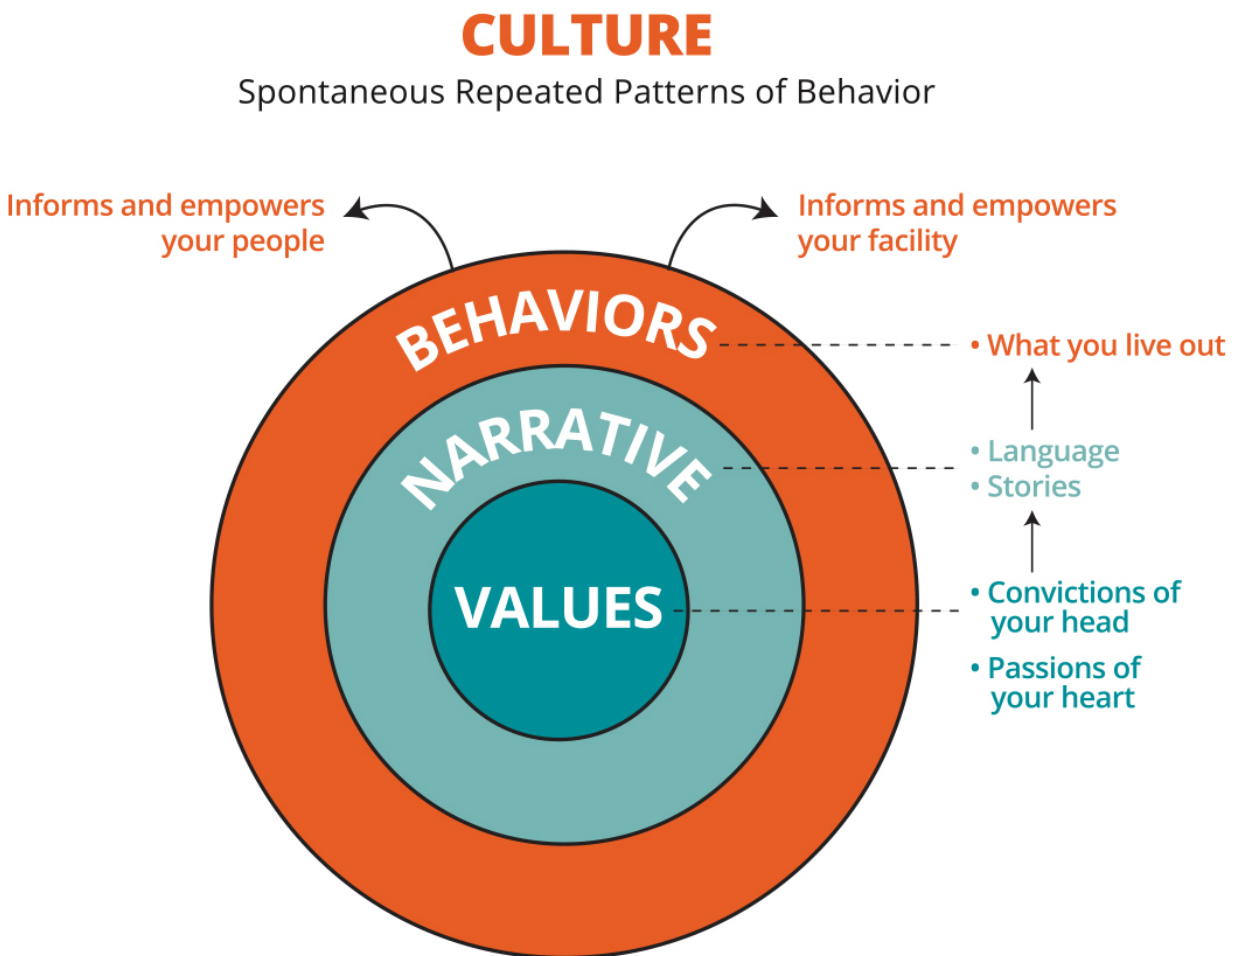 CULTURE
Spontaneous Repeated Patterns of Behavior
Informs and empowers
your people
Informs and empowers
your facility
BEHAVIORS
• What you live out
NARRATIVE
• Language
• Stories
VALUES
• Convictions of
your head
• Passions of
your heart